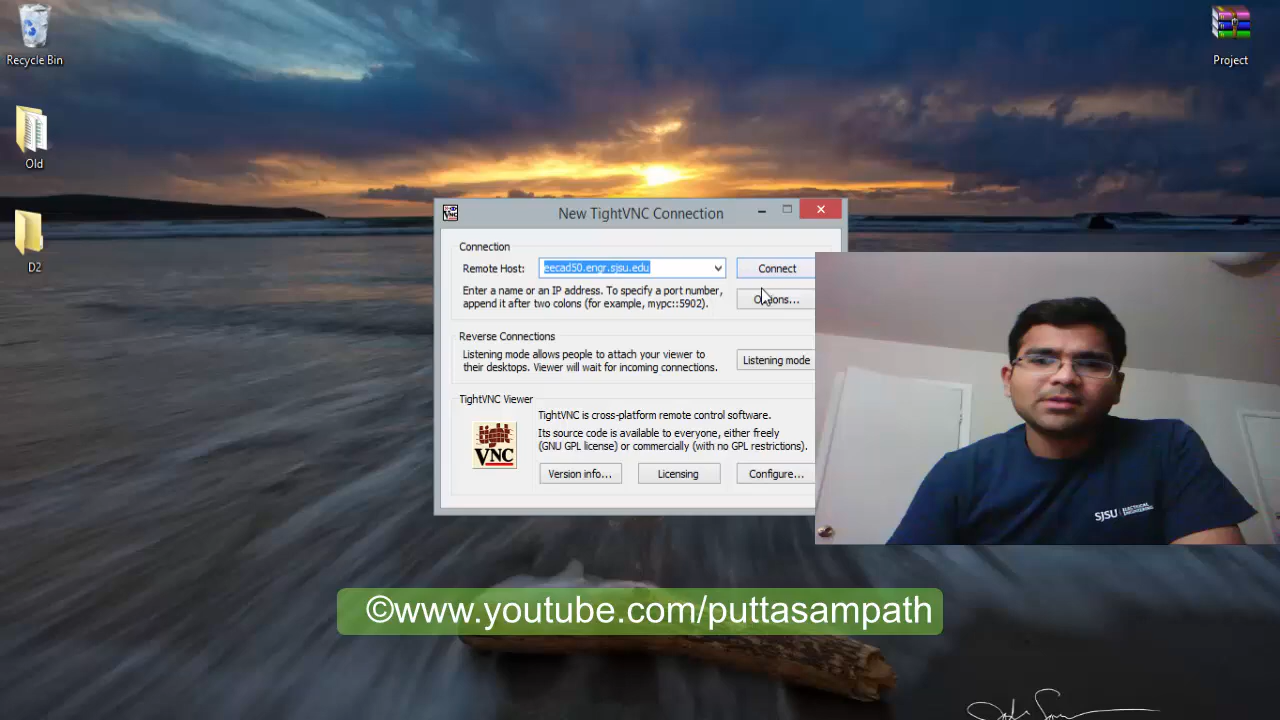 Recycle Bin
Project
Old
D2
New TightVNC Connection
Connection
Remote Host:
eecad50.engr.sjsu.edu
Connect
Enter a name or an IP address. To specify a port number,
append it after two colons (for example, mypc::5902).
Reverse Connections
Listening mode allows people to attach your viewer to
their desktops. Viewer will wait for incoming connections.
Listening mode
TightVNC Viewer
TightVNC is cross-platform remote control software.
Its source code is available to everyone, either freely
(GNU GPL license) or commercially (with no GPL restrictions).
tight
VNC
Version info...
Licensing
Configure...
SJSU
ELECTRICAL
ENGINEERING
©www.youtube.com/puttasampath